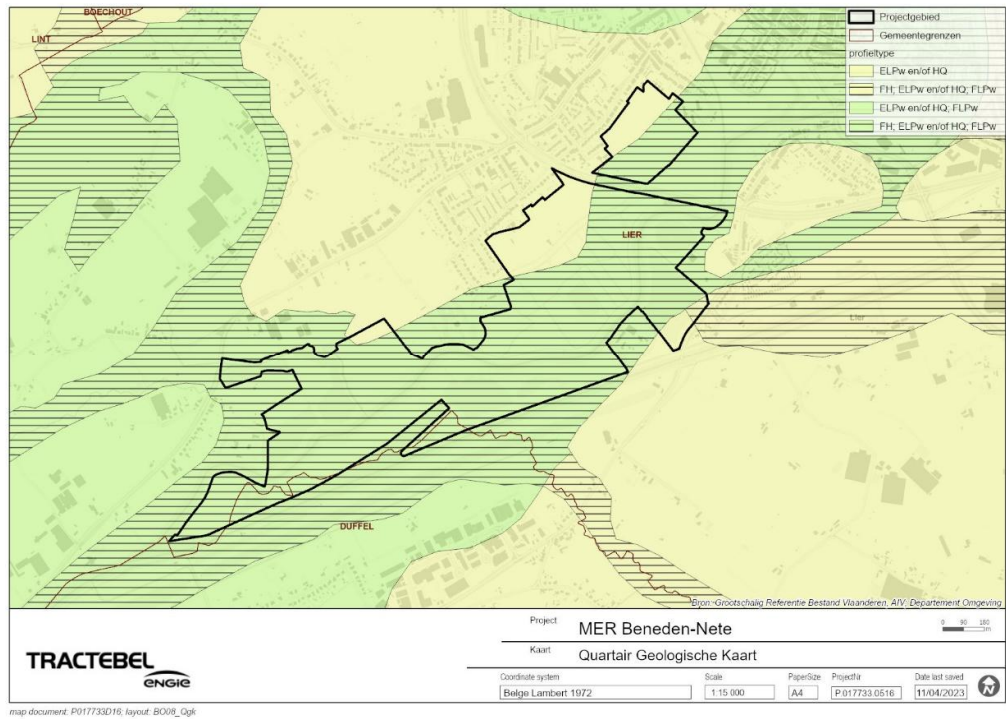 BOECHOUT
LINT
LIER
Lier
DUFFEL
Projectgebied
Gemeentegrenzen
profieltype
ELPw en/of HQ
FH; ELPw en/of HQ; FLPw
ELPw en/of HQ; FLPw
FH; ELPw en/of HQ; FLPw
Bron: Grootschalig Referentie Bestand Vlaanderen, AIV, Departement Omgeving
TRACTEBEL
ENGIE
Project MER Beneden-Nete
0 90 180
m
Kaart Quartair Geologische Kaart
Coordinate system Scale PaperSize ProjectNr Date last saved
Belge Lambert 1972 1:15 000 A4 P.017733.0516 11/04/2023
N
map document: P017733D16; layout: BO08_Qgk